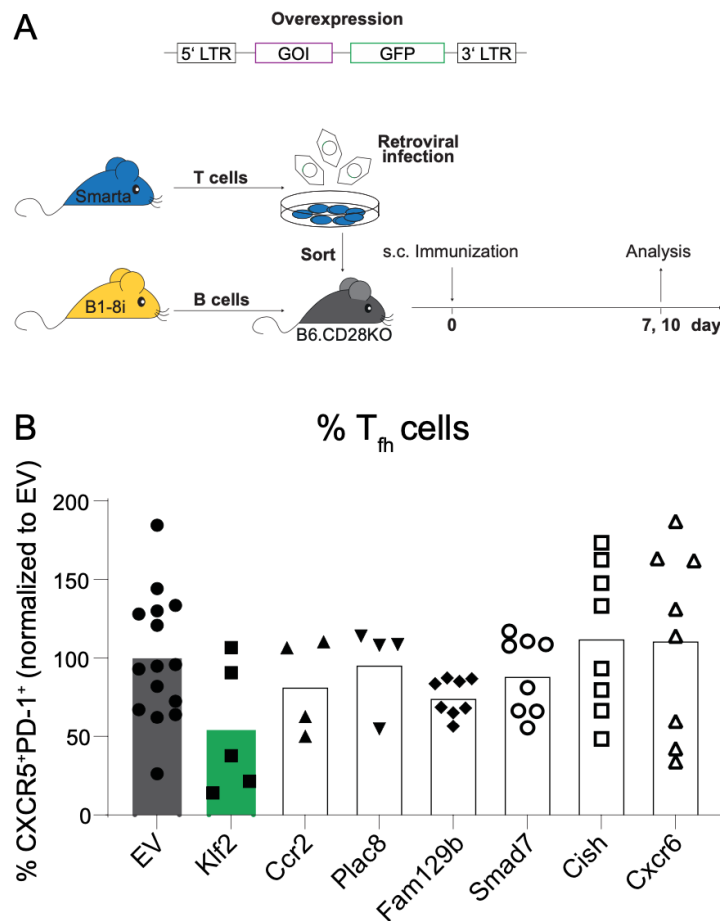 A
Overexpression
5‘ LTR GOI GFP 3‘ LTR
Retroviral
infection
Smarta
T cells
Sort
s.c. Immunization
Analysis
B1-8i
B cells
B6.CD28KO
0
7, 10 day
B
% Tfh cells
% CXCR5+PD-1+ (normalized to EV)
200
150
100
50
0
EV
Klf2
Ccr2
Plac8
Fam129b
Smad7
Cish
Cxcr6